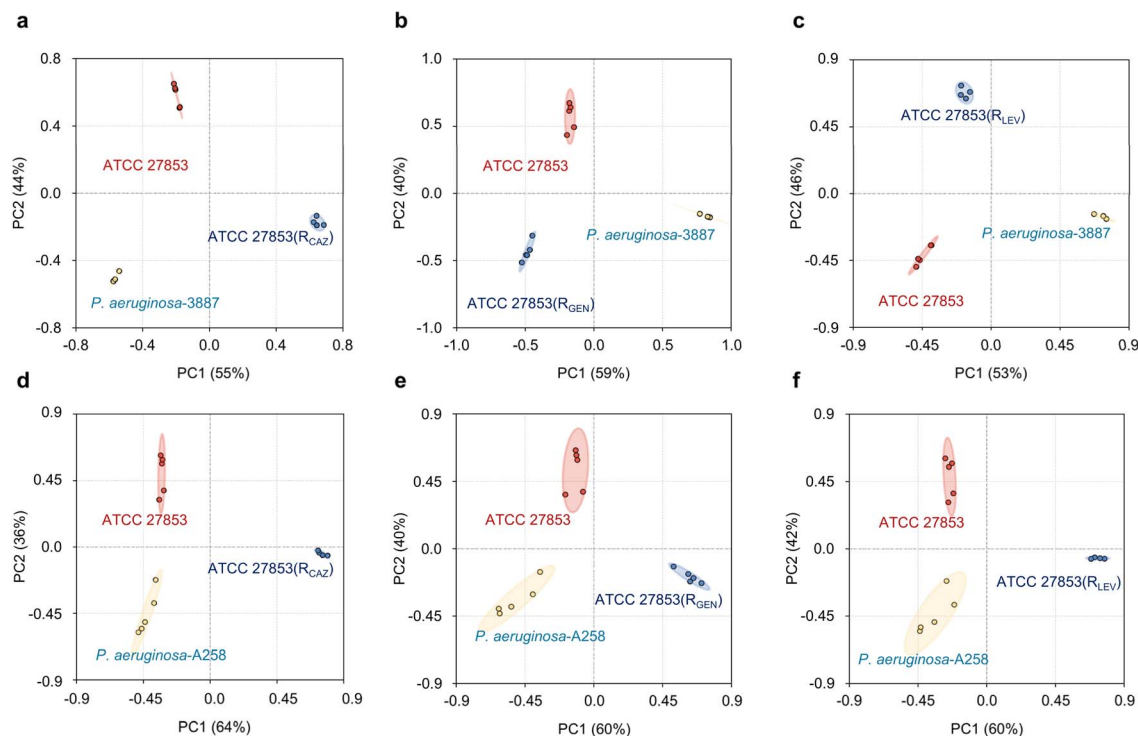 a
0.8
0.4
0.0
-0.4
-0.8
PC2 (44%)
ATCC 27853
ATCC 27853(RCAZ)
P. aeruginosa-3887
-0.8 -0.4 0.0 0.4 0.8
PC1 (55%)
b
1.0
0.5
0.0
-0.5
-1.0
PC2 (40%)
ATCC 27853
P. aeruginosa-3887
ATCC 27853(RGEN)
-1.0 -0.5 0.0 0.5 1.0
PC1 (59%)
c
0.9
0.45
0.0
-0.45
-0.9
PC2 (46%)
ATCC 27853(RLEV)
P. aeruginosa-3887
ATCC 27853
-0.9 -0.45 0.0 0.45 0.9
PC1 (53%)
d
0.9
0.45
0.0
-0.45
-0.9
PC2 (36%)
ATCC 27853
ATCC 27853(RCAZ)
P. aeruginosa-A258
-0.9 -0.45 0.0 0.45 0.9
PC1 (64%)
e
0.9
0.45
0.0
-0.45
-0.9
PC2 (40%)
ATCC 27853
ATCC 27853(RGEN)
P. aeruginosa-A258
-0.9 -0.45 0.0 0.45 0.9
PC1 (60%)
f
0.9
0.45
0.0
-0.45
-0.9
PC2 (42%)
ATCC 27853
ATCC 27853(RLEV)
P. aeruginosa-A258
-0.9 -0.45 0.0 0.45 0.9
PC1 (60%)